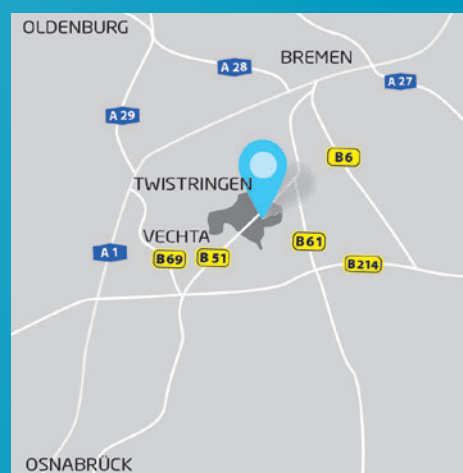 OLDENBURG
BREMEN
A 28
A 27
A 29
B6
TWISTRINGEN
VECHTA
B61
A 1
B69
B 51
B214
OSNABRÜCK